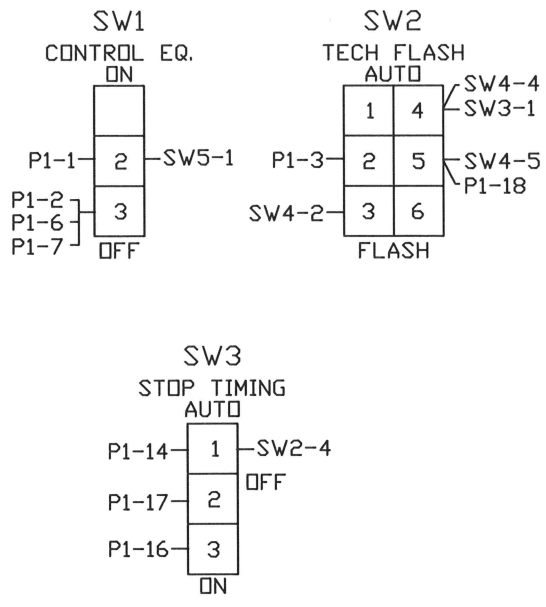 SW1
CONTROL EQ.
ON
P1-1
2
SW5-1
P1-2
P1-6
P1-7
3
OFF
SW2
TECH FLASH
AUTO
1
4
SW4-4
SW3-1
P1-3
2
5
SW4-5
P1-18
SW4-2
3
6
FLASH
SW3
STOP TIMING
AUTO
P1-14
1
SW2-4
OFF
P1-17
2
P1-16
3
ON